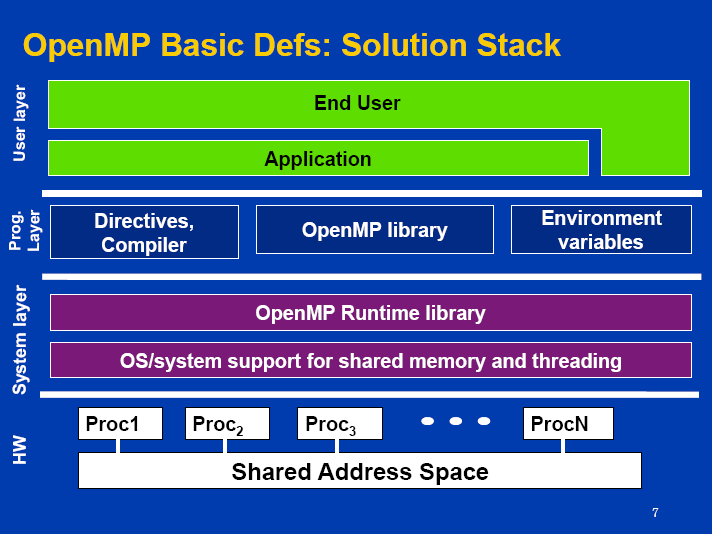 OpenMP Basic Defs: Solution Stack
User layer
End User
Application
Prog.
Layer
Directives,
Compiler
OpenMP library
Environment
variables
System layer
OpenMP Runtime library
OS/system support for shared memory and threading
HW
Proc1
Proc2
Proc3
• • •
ProcN
Shared Address Space
7